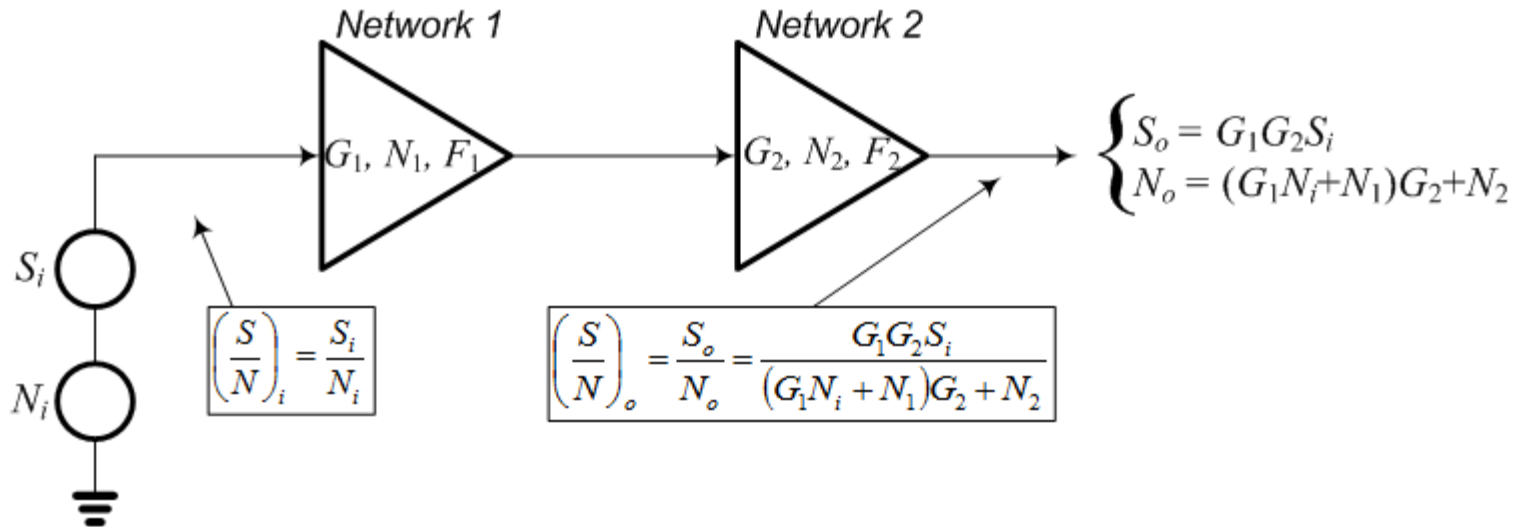 Network 1
Network 2
G₁, N₁, F₁
G₂, N₂, F₂
{Sₒ = G₁G₂Sᵢ
Nₒ = (G₁Nᵢ+N₁)G₂+N₂
Sᵢ
Nᵢ
(S/N)ᵢ = Sᵢ/Nᵢ
(S/N)ₒ = Sₒ/Nₒ = G₁G₂Sᵢ/((G₁Nᵢ + N₁)G₂ + N₂)